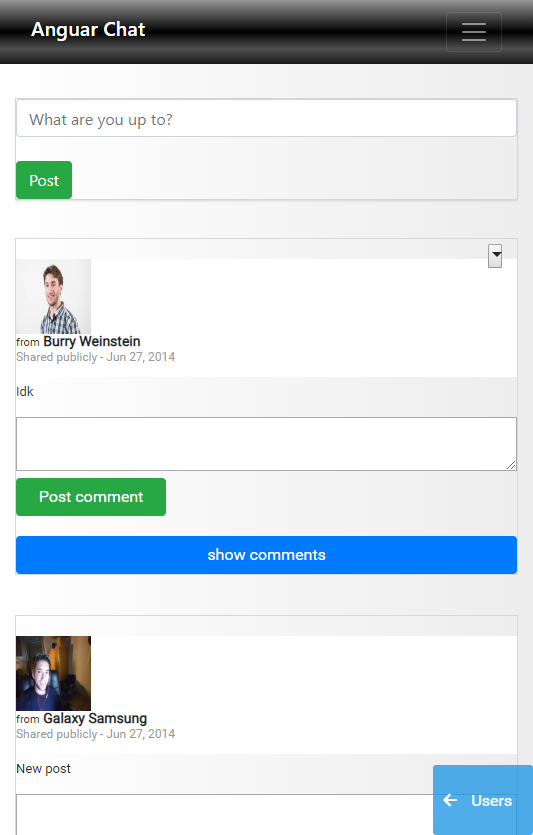 Anguar Chat
What are you up to?
Post
from Burry Weinstein
Shared publicly - Jun 27, 2014
Idk
Post comment
show comments
from Galaxy Samsung
Shared publicly - Jun 27, 2014
New post
Users